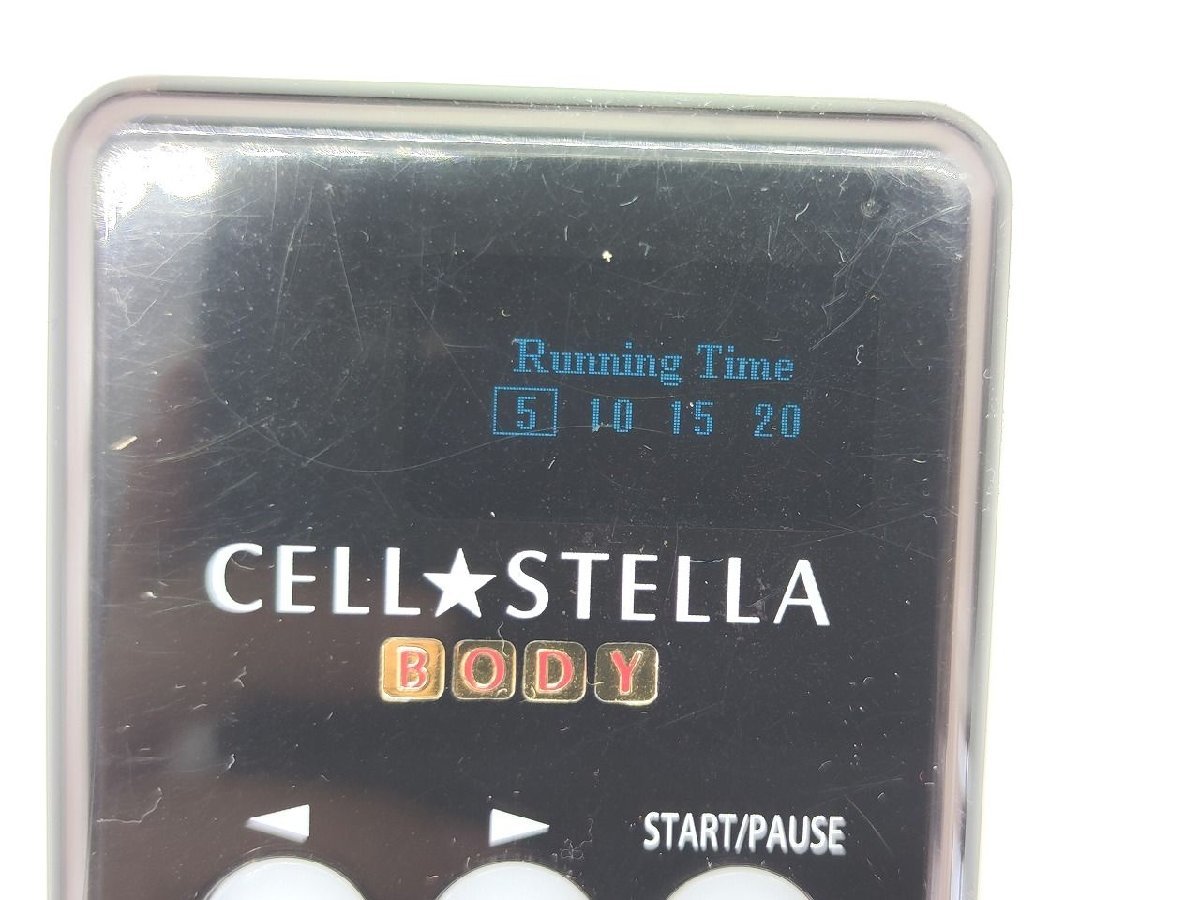 Running Time
5 10 15 20
CELL★STELLA
BODY
◀ ▶ START/PAUSE